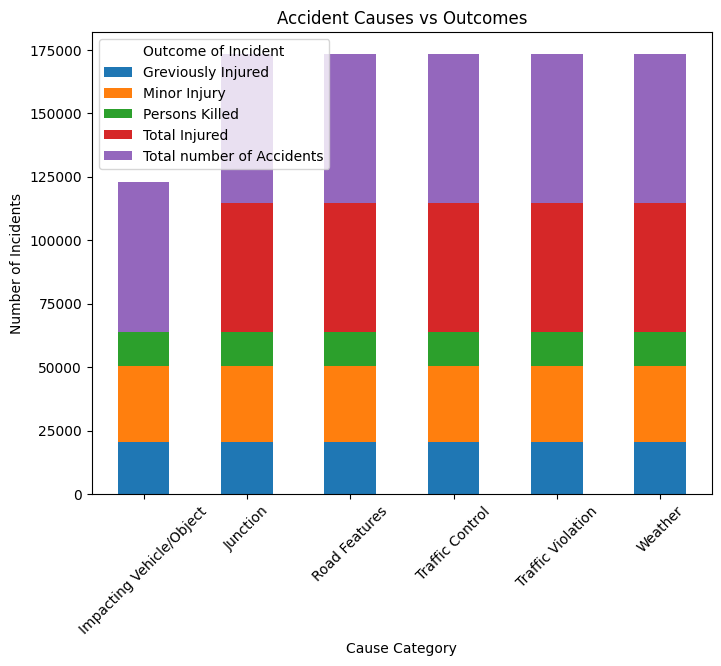 Accident Causes vs Outcomes
Outcome of Incident
Greviously Injured
Minor Injury
Persons Killed
Total Injured
Total number of Accidents
175000
150000
125000
100000
75000
50000
25000
0
Number of Incidents
Impacting Vehicle/Object
Junction
Road Features
Traffic Control
Traffic Violation
Weather
Cause Category